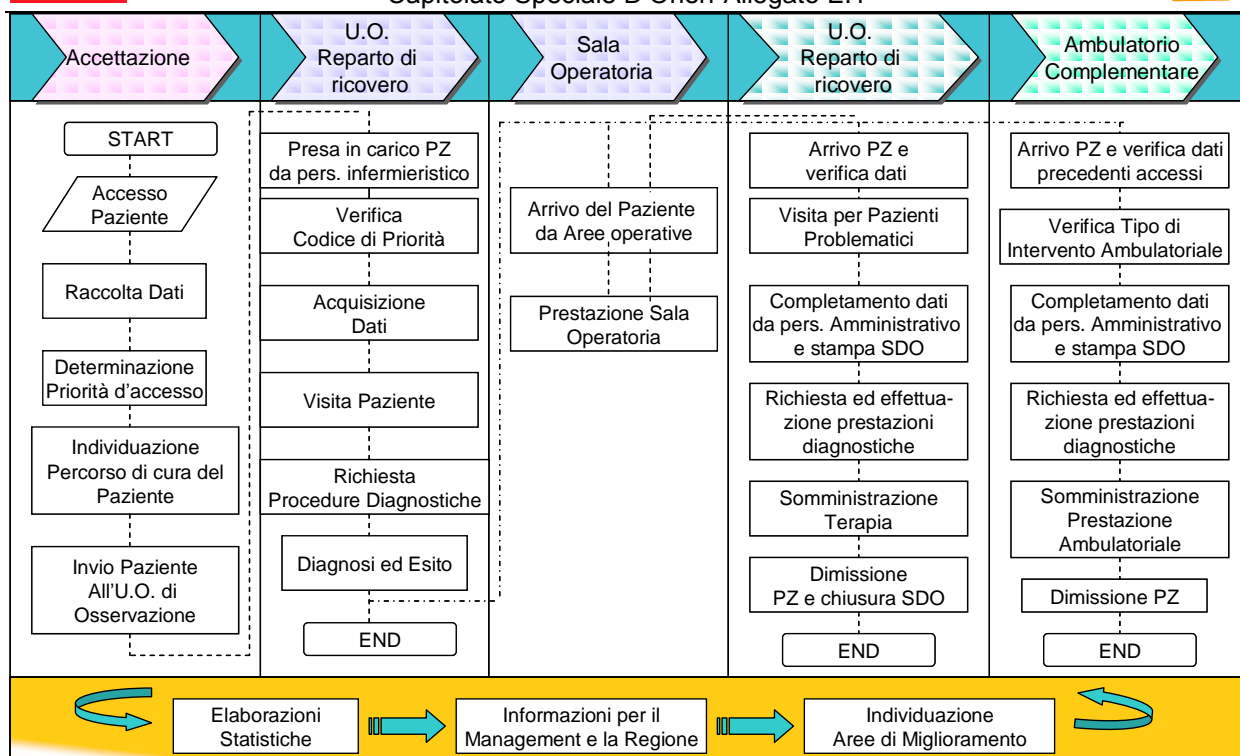 Capitolato Speciale D'Oneri Allegato E.1
Accettazione
U.O.
Reparto di
ricovero
Sala
Operatoria
U.O.
Reparto di
ricovero
Ambulatorio
Complementare
START
Accesso
Paziente
Raccolta Dati
Determinazione
Priorità d'accesso
Individuazione
Percorso di cura del
Paziente
Invio Paziente
All'U.O. di
Osservazione
Presa in carico PZ
da pers. infermieristico
Verifica
Codice di Priorità
Acquisizione
Dati
Visita Paziente
Richiesta
Procedure Diagnostiche
Diagnosi ed Esito
END
Arrivo del Paziente
da Aree operative
Prestazione Sala
Operatoria
Arrivo PZ e
verifica dati
Visita per Pazienti
Problematici
Completamento dati
da pers. Amministrativo
e stampa SDO
Richiesta ed effettua-
zione prestazioni
diagnostiche
Somministrazione
Terapia
Dimissione
PZ e chiusura SDO
END
Arrivo PZ e verifica dati
precedenti accessi
Verifica Tipo di
Intervento Ambulatoriale
Completamento dati
da pers. Amministrativo
e stampa SDO
Richiesta ed effettua-
zione prestazioni
diagnostiche
Somministrazione
Prestazione
Ambulatoriale
Dimissione PZ
END
Elaborazioni
Statistiche
Informazioni per il
Management e la Regione
Individuazione
Aree di Miglioramento